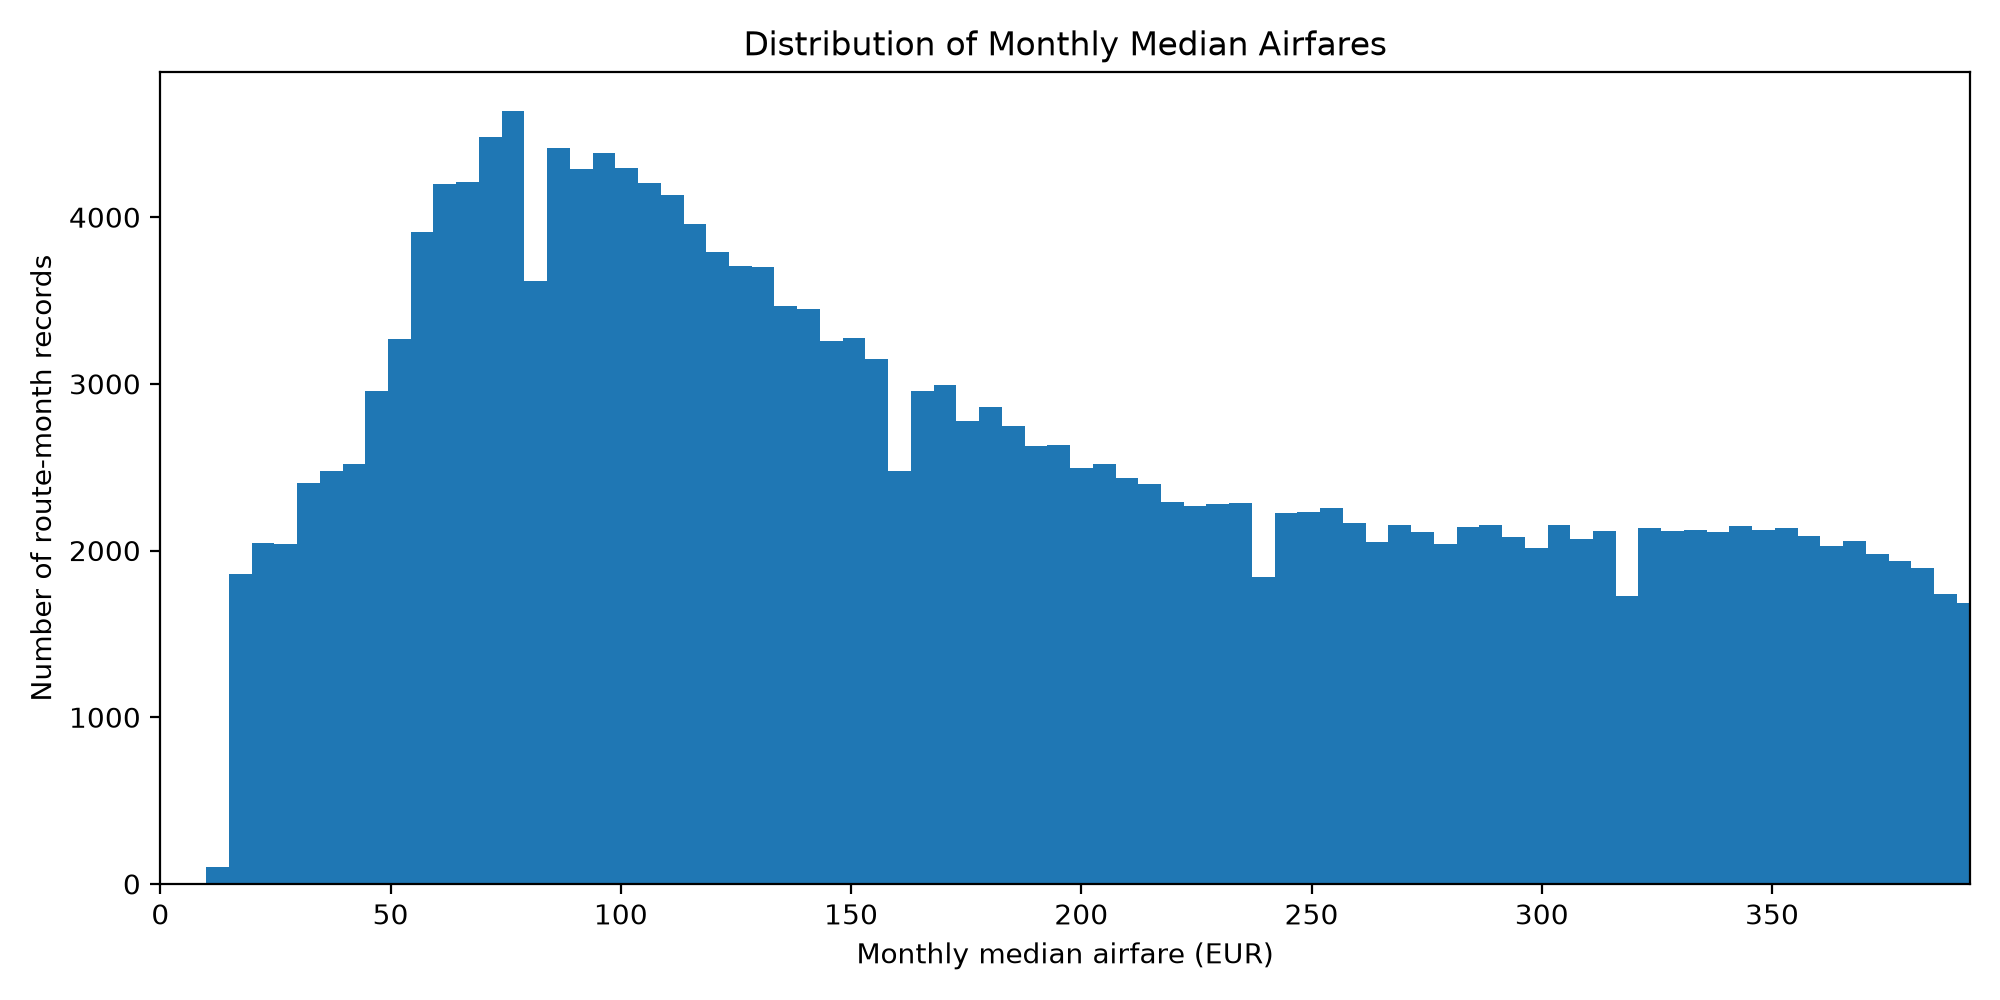 Distribution of Monthly Median Airfares
Number of route-month records
4000
3000
2000
1000
0
0 50 100 150 200 250 300 350
Monthly median airfare (EUR)